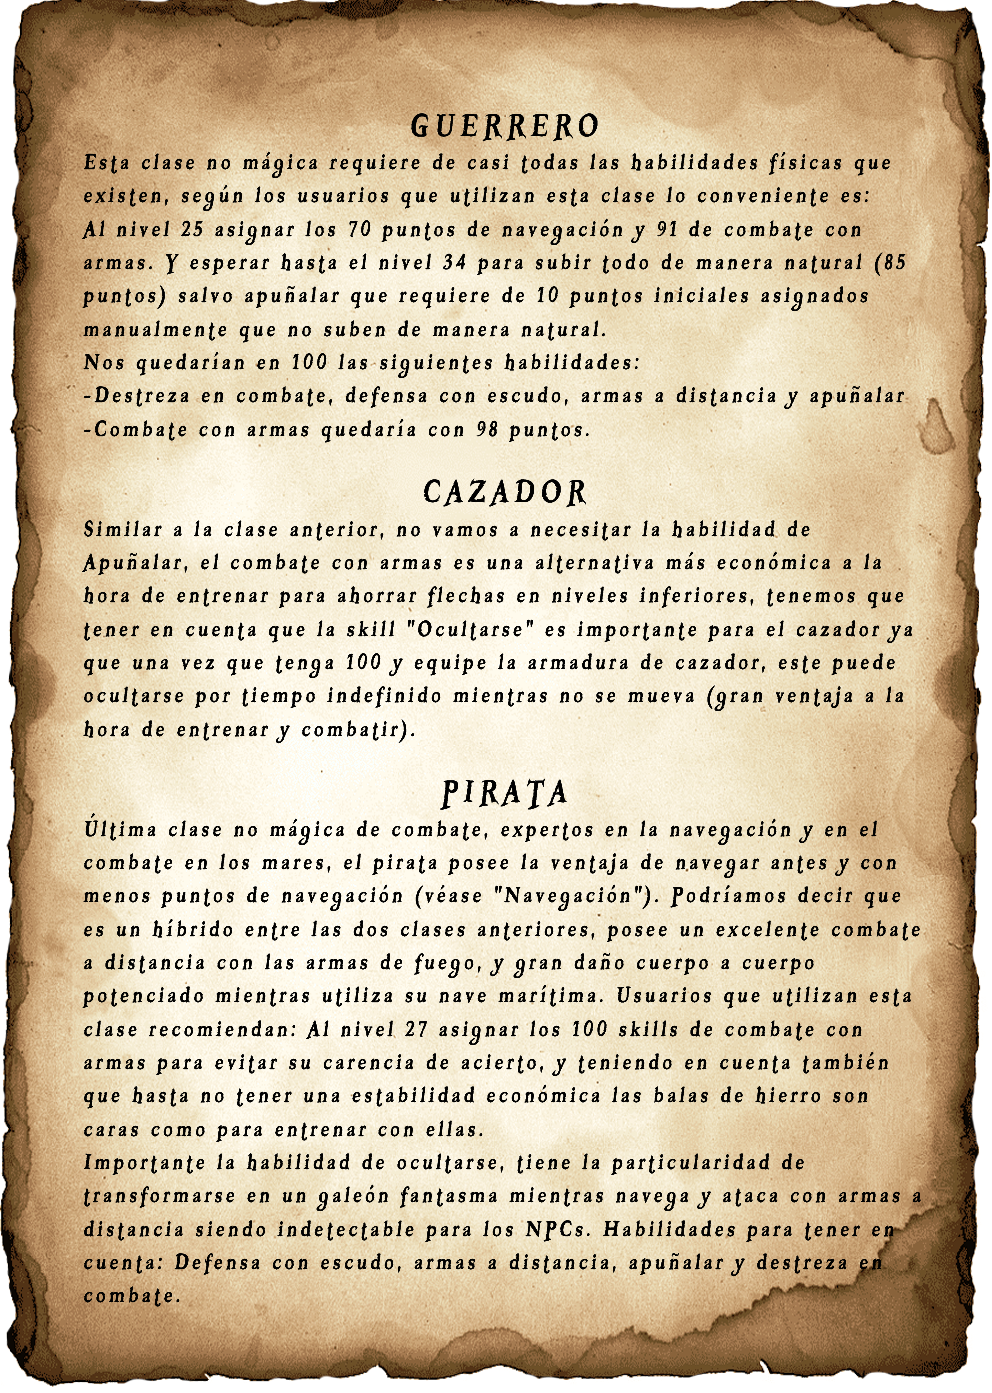 GUERRERO
Esta clase no mágica requiere de casi todas las habilidades físicas que
existen, según los usuarios que utilizan esta clase lo conveniente es:
Al nivel 25 asignar los 70 puntos de navegación y 91 de combate con
armas. Y esperar hasta el nivel 34 para subir todo de manera natural (85
puntos) salvo apuñalar que requiere de 10 puntos iniciales asignados
manualmente que no suben de manera natural.
Nos quedarían en 100 las siguientes habilidades:
-Destreza en combate, defensa con escudo, armas a distancia y apuñalar
-Combate con armas quedaría con 98 puntos.
CAZADOR
Similar a la clase anterior, no vamos a necesitar la habilidad de
Apuñalar, el combate con armas es una alternativa más económica a la
hora de entrenar para ahorrar flechas en niveles inferiores, tenemos que
tener en cuenta que la skill "Ocultarse" es importante para el cazador ya
que una vez que tenga 100 y equipe la armadura de cazador, este puede
ocultarse por tiempo indefinido mientras no se mueva (gran ventaja a la
hora de entrenar y combatir).
PIRATA
Última clase no mágica de combate, expertos en la navegación y en el
combate en los mares, el pirata posee la ventaja de navegar antes y con
menos puntos de navegación (véase "Navegación"). Podríamos decir que
es un híbrido entre las dos clases anteriores, posee un excelente combate
a distancia con las armas de fuego, y gran daño cuerpo a cuerpo
potenciado mientras utiliza su nave marítima. Usuarios que utilizan esta
clase recomiendan: Al nivel 27 asignar los 100 skills de combate con
armas para evitar su carencia de acierto, y teniendo en cuenta también
que hasta no tener una estabilidad económica las balas de hierro son
caras como para entrenar con ellas.
Importante la habilidad de ocultarse, tiene la particularidad de
transformarse en un galeón fantasma mientras navega y ataca con armas a
distancia siendo indetectable para los NPCs. Habilidades para tener en
cuenta: Defensa con escudo, armas a distancia, apuñalar y destreza en
combate.